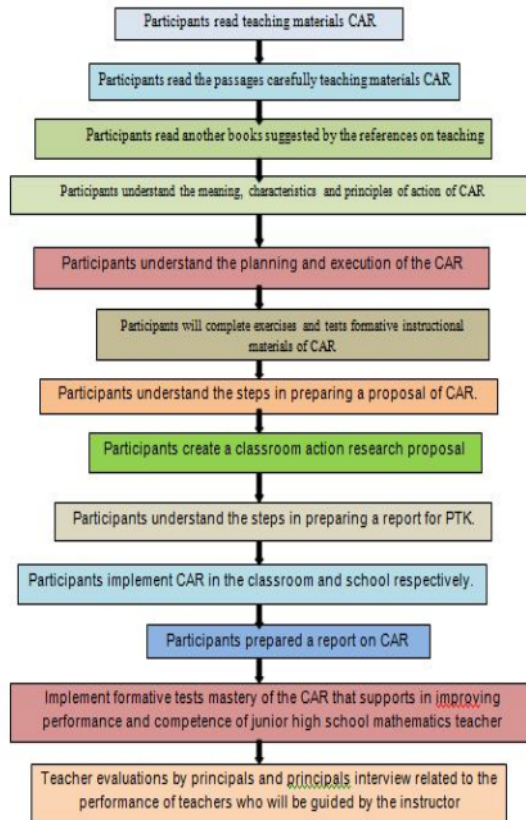 Participants read teaching materials CAR
Participants read the passages carefully teaching materials CAR
Participants read another books suggested by the references on teaching
Participants understand the meaning, characteristics and principles of action of CAR
Participants understand the planning and execution of the CAR
Participants will complete exercises and tests formative instructional
materials of CAR
Participants understand the steps in preparing a proposal of CAR.
Participants create a classroom action research proposal
Participants understand the steps in preparing a report for PTK.
Participants implement CAR in the classroom and school respectively.
Participants prepared a report on CAR
Implement formative tests mastery of the CAR that supports in improving
performance and competence of junior high school mathematics teacher
Teacher evaluations by principals and principals interview related to the
performance of teachers who will be guided by the instructor